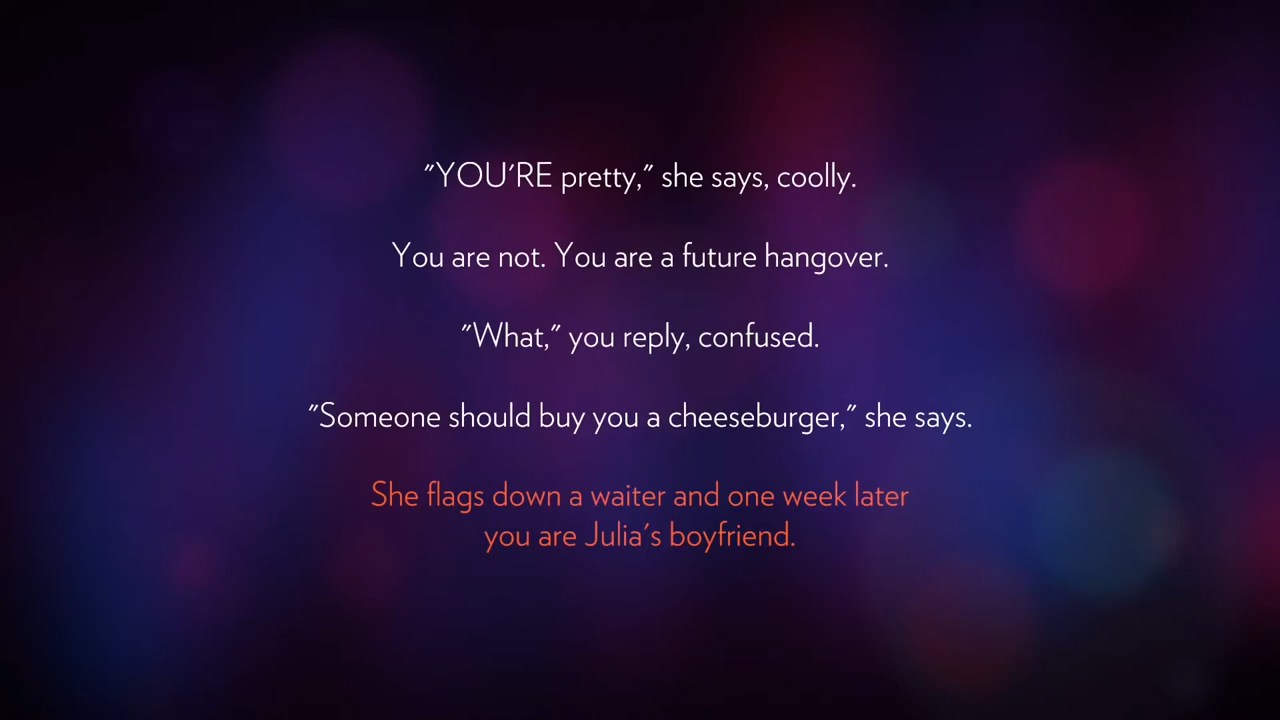 "YOU'RE pretty," she says, coolly.
You are not. You are a future hangover.
"What," you reply, confused.
"Someone should buy you a cheeseburger," she says.
She flags down a waiter and one week later
you are Julia's boyfriend.